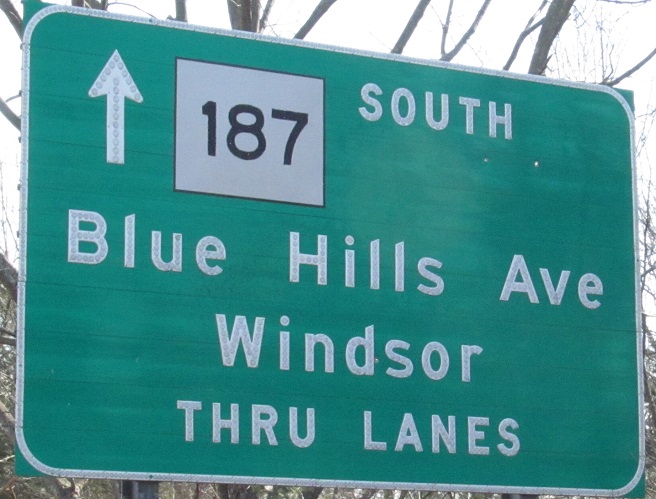 187 SOUTH
Blue Hills Ave
Windsor
THRU LANES